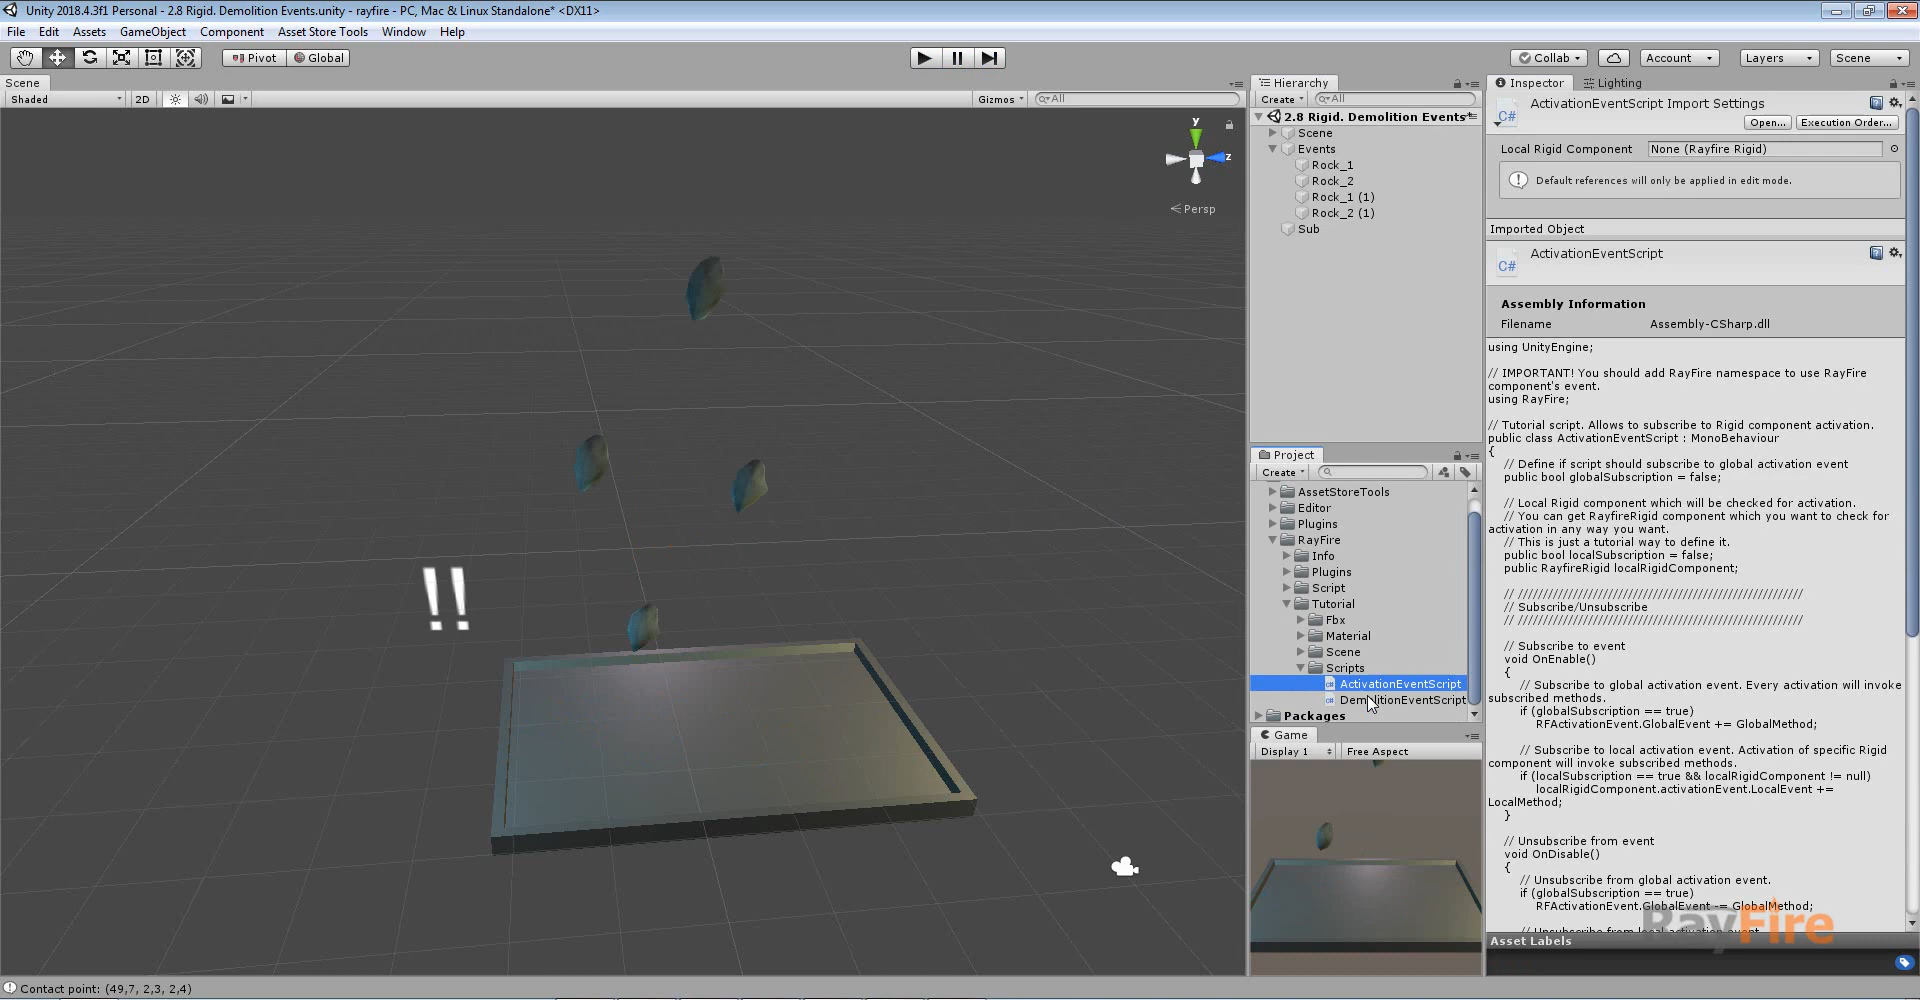 Unity 2018.4.3f1 Personal - 2.8 Rigid. Demolition Events.unity - rayfire - PC, Mac & Linux Standalone* <DX11>
File Edit Assets GameObject Component Asset Store Tools Window Help
Pivot Global Collab Account Layers Scene
Scene
Shaded 2D Gizmos All
y
z
Persp
!!
Hierarchy
Create All
2.8 Rigid. Demolition Events*
Scene
Events
Rock_1
Rock_2
Rock_1 (1)
Rock_2 (1)
Sub
Project
Create
AssetStoreTools
Editor
Plugins
RayFire
Info
Plugins
Script
Tutorial
Fbx
Material
Scene
Scripts
ActivationEventScript
DemolitionEventScript
Packages
Game
Display 1 Free Aspect
Inspector Lighting
ActivationEventScript Import Settings
C#
Open... Execution Order...
Local Rigid Component None (Rayfire Rigid)
Default references will only be applied in edit mode.
Imported Object
ActivationEventScript
C#
Assembly Information
Filename Assembly-CSharp.dll
using UnityEngine;
// IMPORTANT! You should add RayFire namespace to use RayFire
component's event.
using RayFire;
// Tutorial script. Allows to subscribe to Rigid component activation.
public class ActivationEventScript : MonoBehaviour
{
// Define if script should subscribe to global activation event
public bool globalSubscription = false;
// Local Rigid component which will be checked for activation.
// You can get RayfireRigid component which you want to check for
activation in any way you want.
// This is just a tutorial way to define it.
public bool localSubscription = false;
public RayfireRigid localRigidComponent;
// /////////////////////////////////////////////////////////
// Subscribe/Unsubscribe
// /////////////////////////////////////////////////////////
// Subscribe to event
void OnEnable()
{
// Subscribe to global activation event. Every activation will invoke
subscribed methods.
if (globalSubscription == true)
RFActivationEvent.GlobalEvent += GlobalMethod;
// Subscribe to local activation event. Activation of specific Rigid
component will invoke subscribed methods.
if (localSubscription == true && localRigidComponent != null)
localRigidComponent.activationEvent.LocalEvent +=
LocalMethod;
}
// Unsubscribe from event
void OnDisable()
{
// Unsubscribe from global activation event.
if (globalSubscription == true)
RFActivationEvent.GlobalEvent -= GlobalMethod;
// Unsubscribe from local activation event
RayFire
Asset Labels
Contact point: (49,7, 2,3, 2,4)